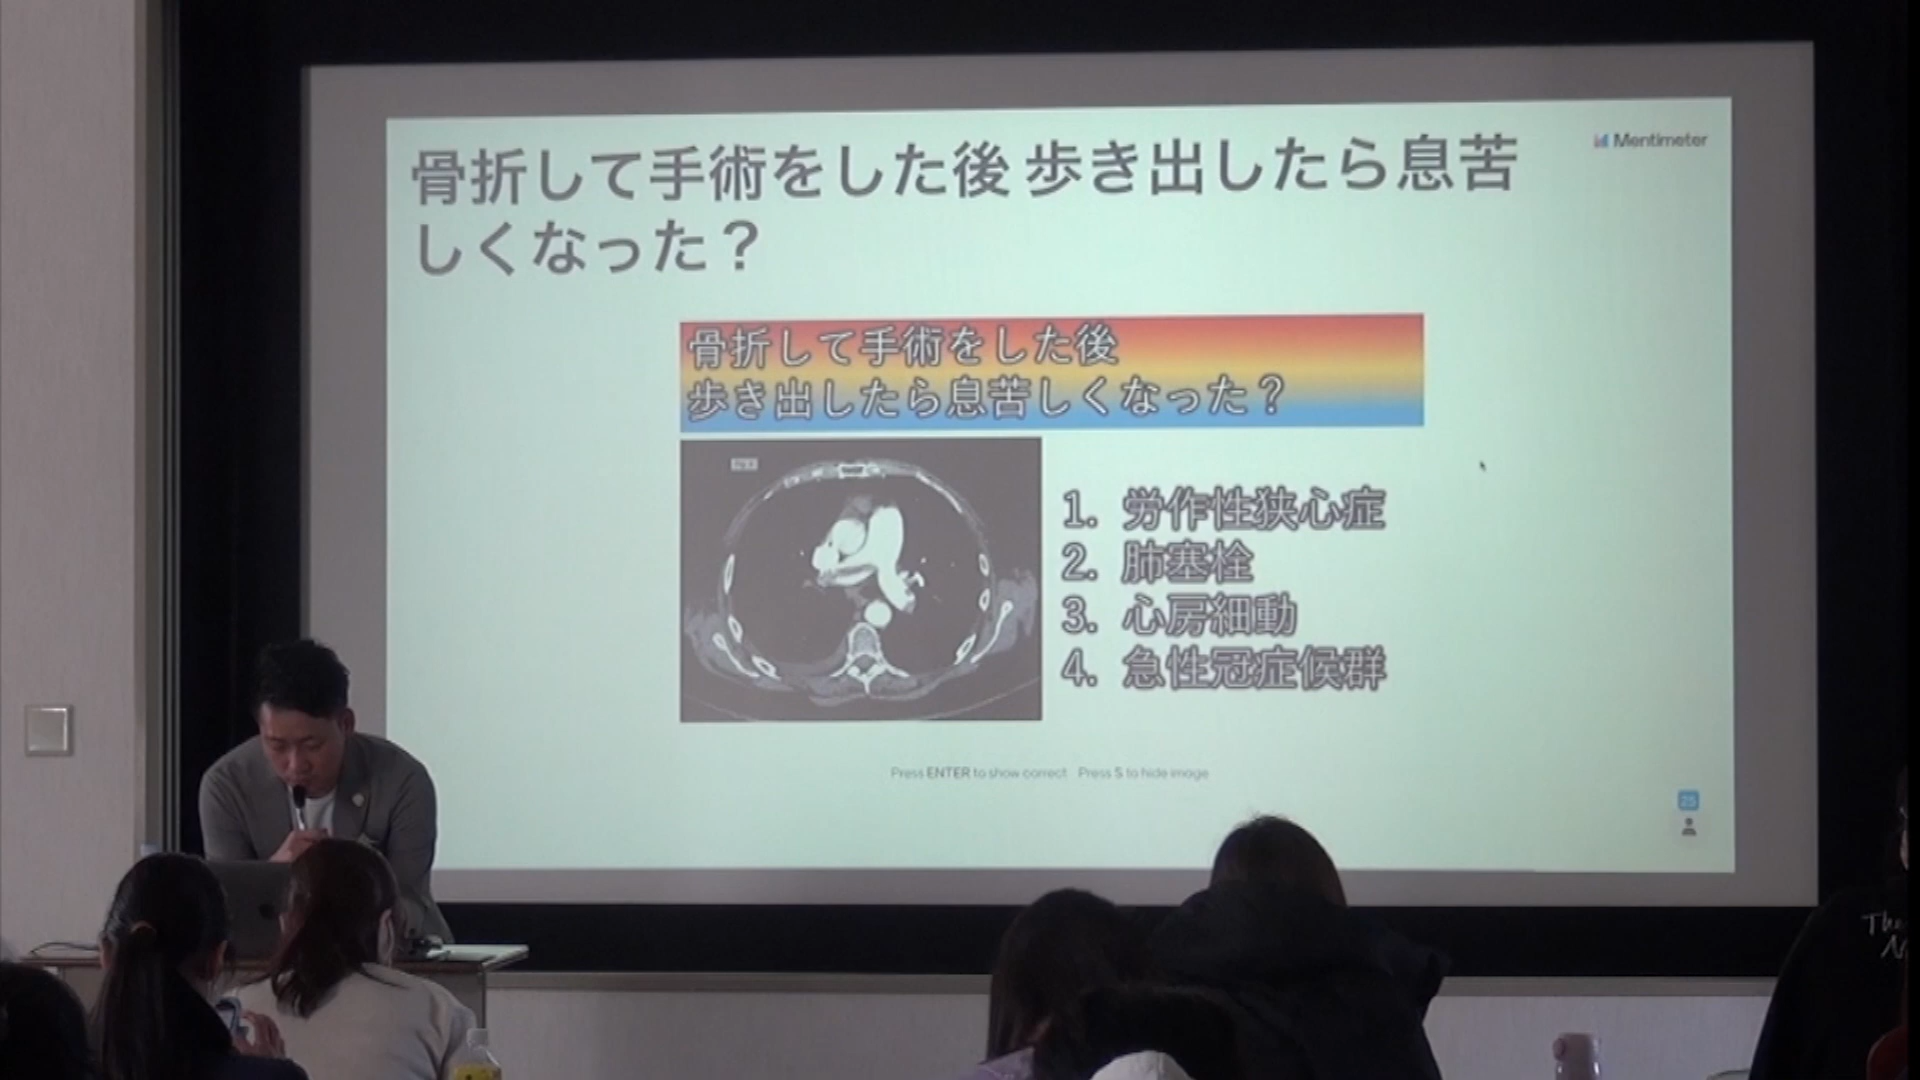 骨折して手術をした後 歩き出したら息苦
しくなった？
Mentimeter
骨折して手術をした後
歩き出したら息苦しくなった？
1. 労作性狭心症
2. 肺塞栓
3. 心房細動
4. 急性冠症候群
Press ENTER to show correct Press S to hide image
25